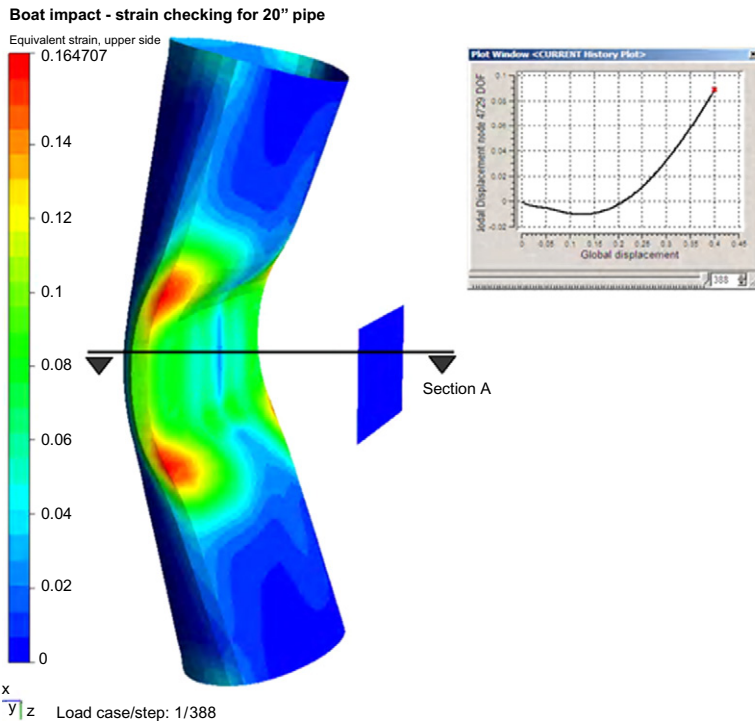 Boat impact - strain checking for 20” pipe
Equivalent strain, upper side
0.164707
0.14
0.12
0.1
0.08
0.06
0.04
0.02
0
Plot Window <CURRENT History Plot>
Nodal Displacement node 4729 DOF
0.1
0.06
0.04
0.02
0
-0.02
0
0.05
0.1
0.15
0.2
0.25
0.3
0.35
0.4
0.45
Global displacement
388
Section A
x
y z
Load case/step: 1/388